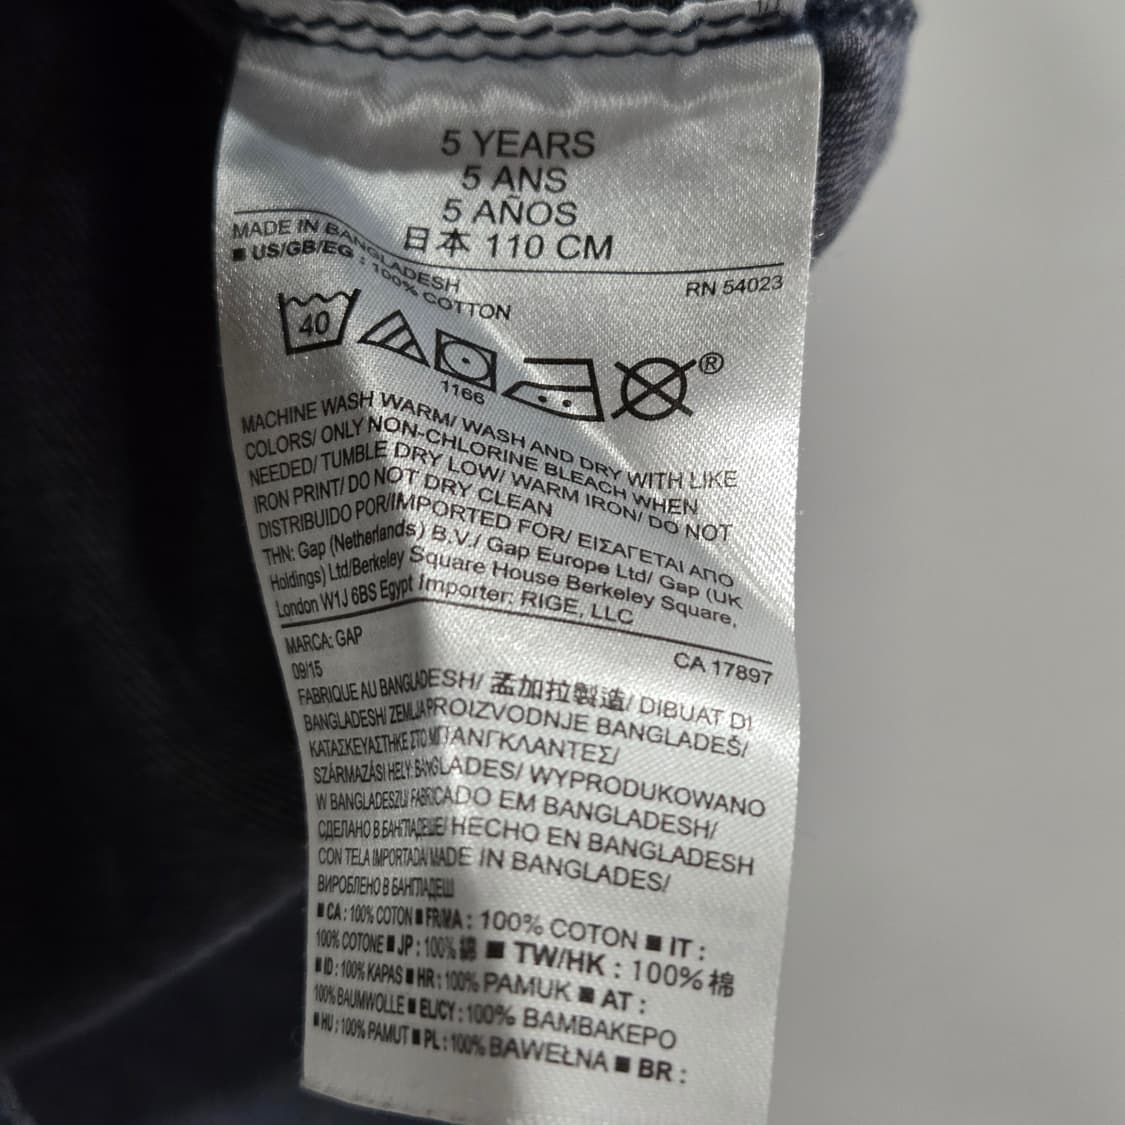 5 YEARS
5 ANS
5 AÑOS
日本 110 CM
MADE IN BANGLADESH
RN 54023
■ US/GB/EG : 100% COTTON
40
1166
®
MACHINE WASH WARM/ WASH AND DRY WITH LIKE
COLORS/ ONLY NON-CHLORINE BLEACH WHEN
NEEDED/ TUMBLE DRY LOW/ WARM IRON/ DO NOT
IRON PRINT/ DO NOT DRY CLEAN
DISTRIBUIDO POR/IMPORTED FOR/ ΕΙΣΑΓΕΤΑΙ ΑΠΟ
THN: Gap (Netherlands) B.V./ Gap Europe Ltd/ Gap (UK
Holdings) Ltd/Berkeley Square House Berkeley Square,
London W1J 6BS Egypt Importer: RIGE, LLC
MARCA: GAP
CA 17897
09/15
FABRIQUE AU BANGLADESH/ 孟加拉製造/ DIBUAT DI
BANGLADESH/ ZEMLJA PROIZVODNJE BANGLADEŠ/
ΚΑΤΑΣΚΕΥΑΣΤΗΚΕ ΣΤΟ ΜΠΑΝΓΚΛΑΝΤΕΣ/
SZÁRMAZÁSI HELY: BANGLADES/ WYPRODUKOWANO
W BANGLADESZU/ FABRICADO EM BANGLADESH/
СДЕЛАНО В БАНГЛАДЕШЕ/ HECHO EN BANGLADESH
CON TELA IMPORTADA/MADE IN BANGLADES/
ВИРОБЛЕНО В БАНГЛАДЕШ
■ CA : 100% COTON ■ FR/MA : 100% COTON ■ IT :
100% COTONE ■ JP : 100% 綿 ■ TW/HK : 100% 棉
■ ID : 100% KAPAS ■ HR : 100% PAMUK ■ AT :
100% BAUMWOLLE ■ EL/CY : 100% ΒΑΜΒΑΚΕΡΟ
■ HU : 100% PAMUT ■ PL : 100% BAWEŁNA ■ BR :